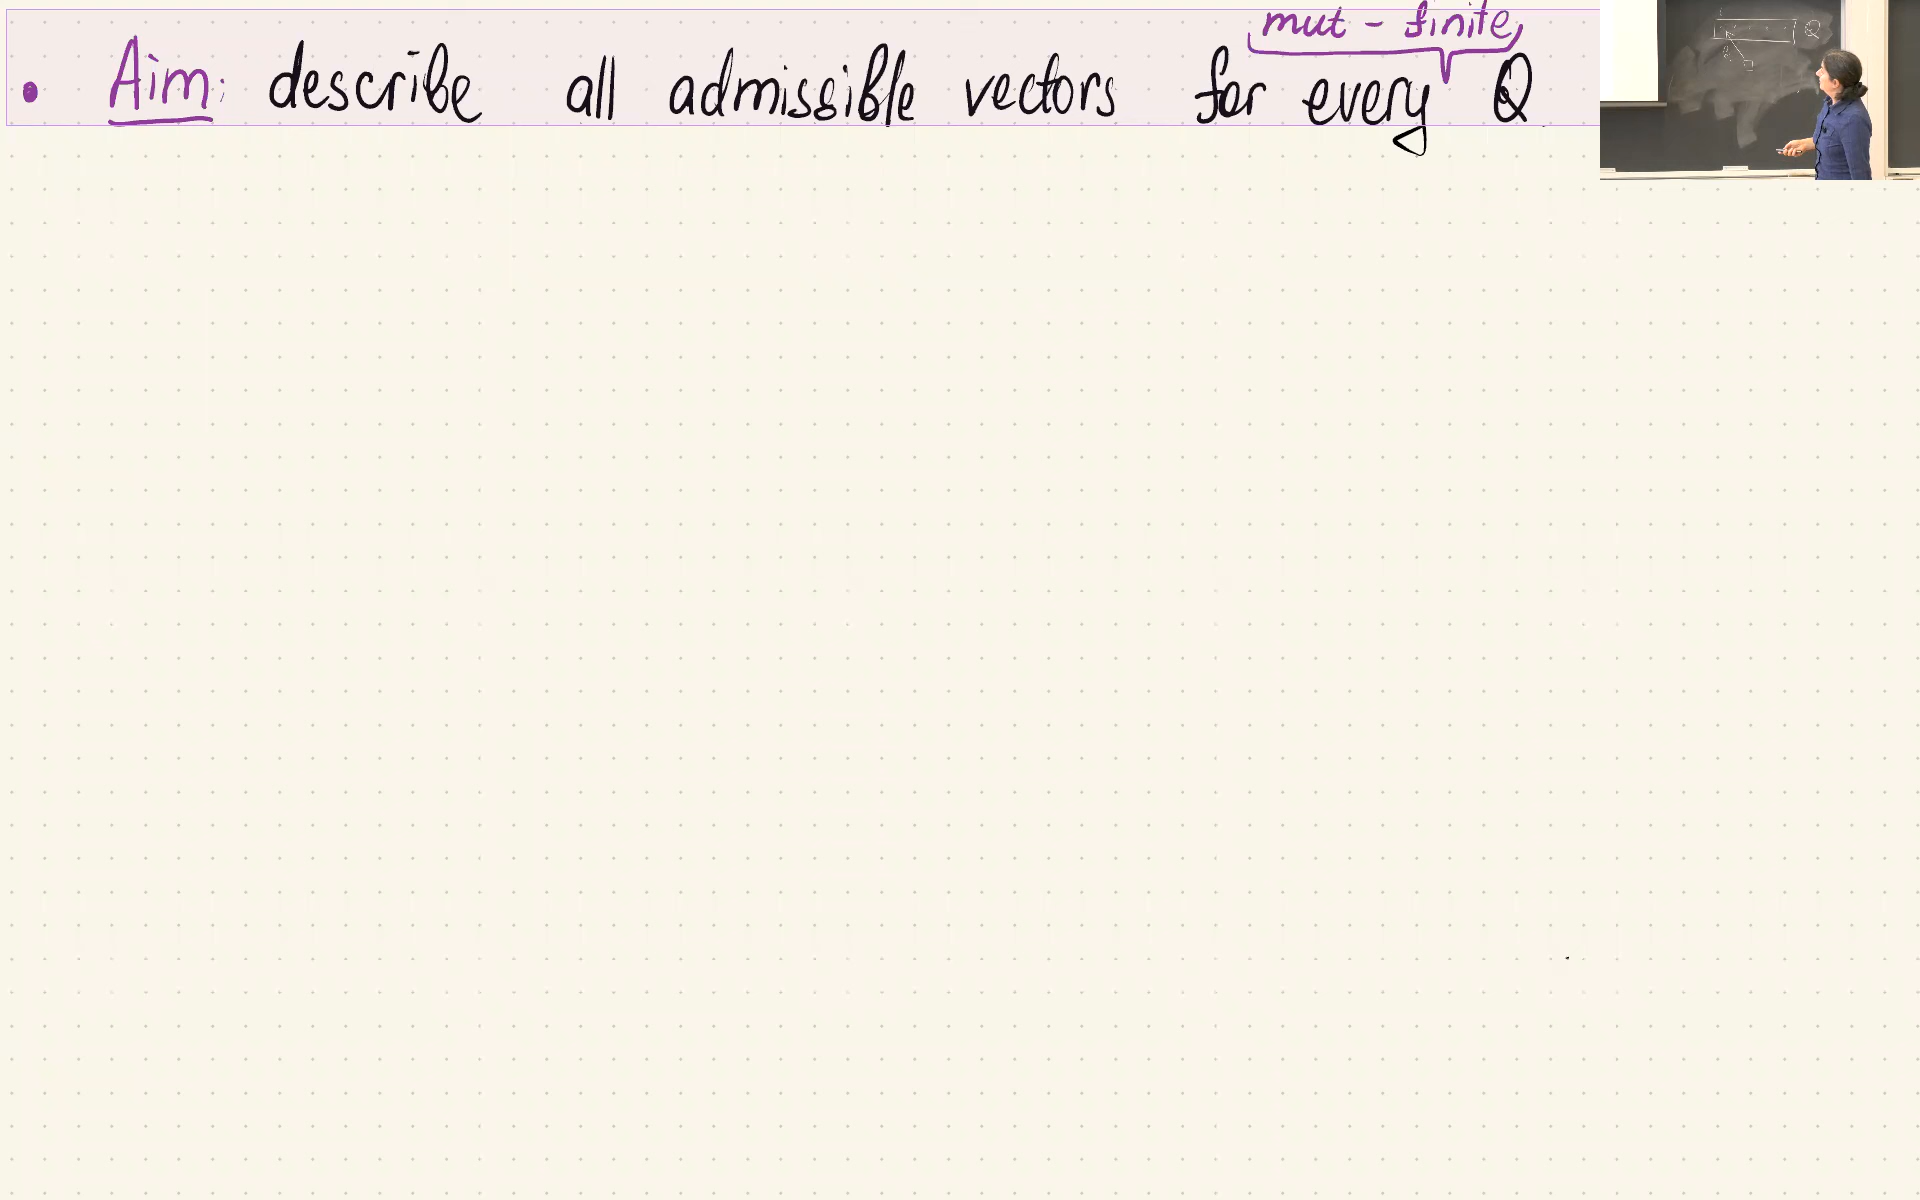 mut - finite,
• Aim: describe all admissible vectors for every Q
Q